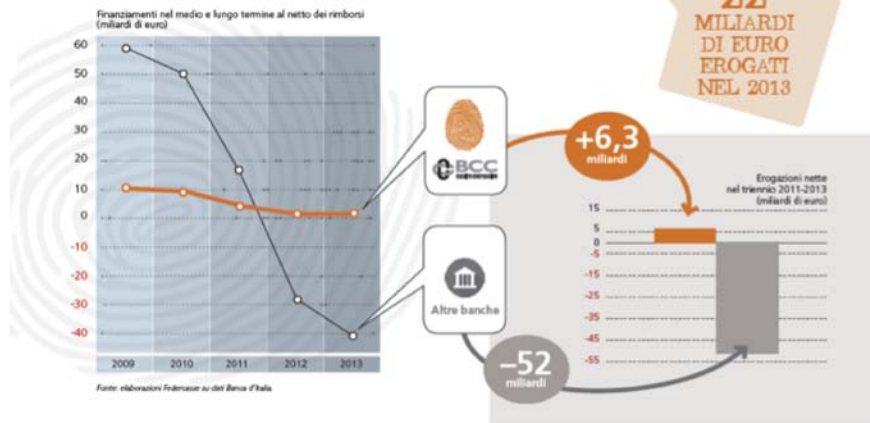 Finanziamenti nel medio e lungo termine al netto dei rimborsi
(miliardi di euro)
60
50
40
30
20
10
0
-10
-20
-30
-40
2009 2010 2011 2012 2013
Fonte: elaborazioni Federcasse su dati Banca d'Italia.
BCC
Altre banche
+6,3
miliardi
−52
miliardi
22
MILIARDI
DI EURO
EROGATI
NEL 2013
Erogazioni nette
nel triennio 2011-2013
(miliardi di euro)
15
5
0
-5
-15
-25
-35
-45
-55